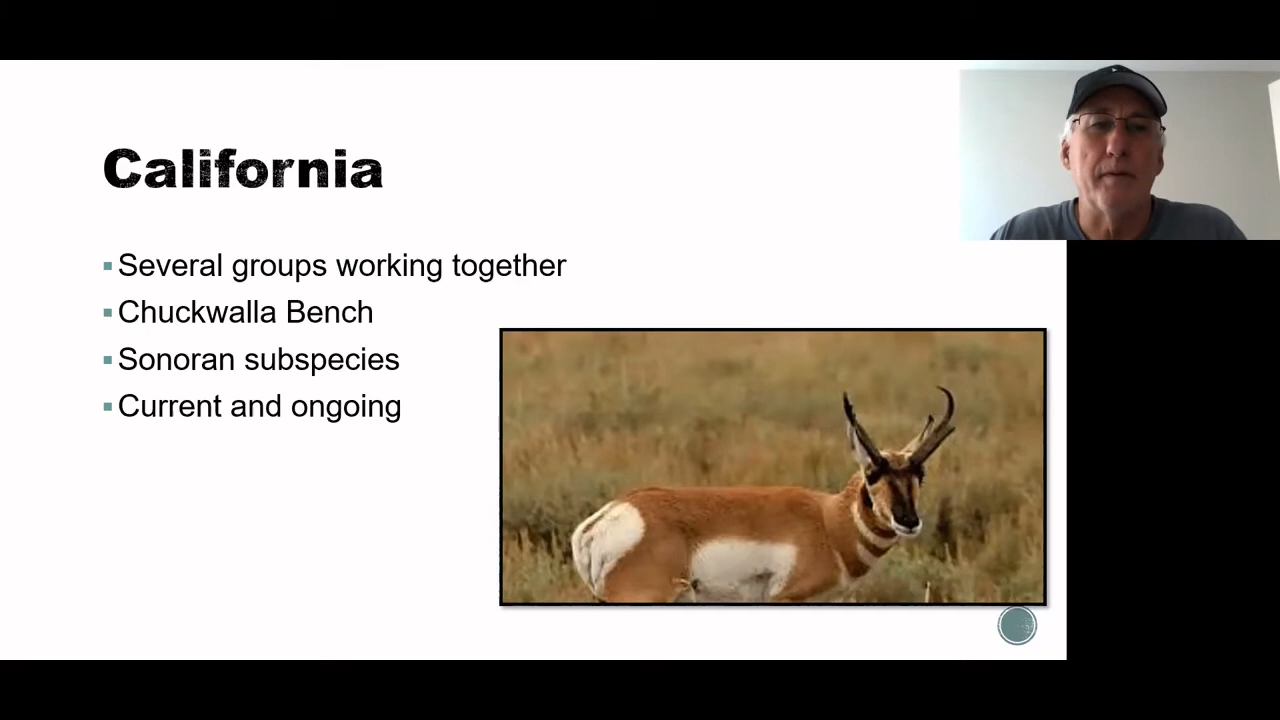 California
Several groups working together
Chuckwalla Bench
Sonoran subspecies
Current and ongoing